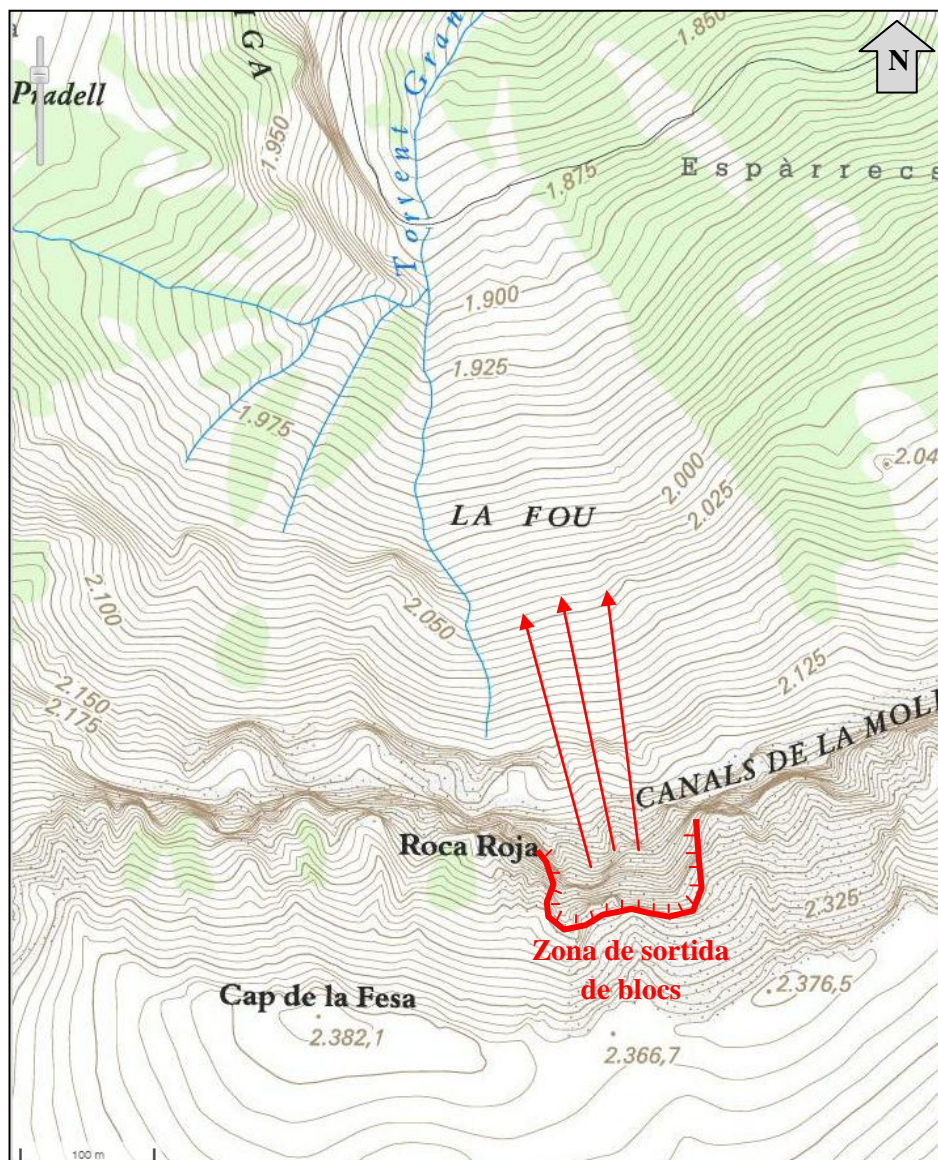 IGA
1.850
N
Pradell
Torrent Gran
1.950
1.875
Espàrrecs
1.900
1.925
1.975
2.04
2.000
2.025
LA FOU
2.100
2.050
2.125
2.150
2.175
CANALS DE LA MOLI
Roca Roja
2.325
Zona de sortida
de blocs
2.376,5
Cap de la Fesa
2.382,1
2.366,7
100 m